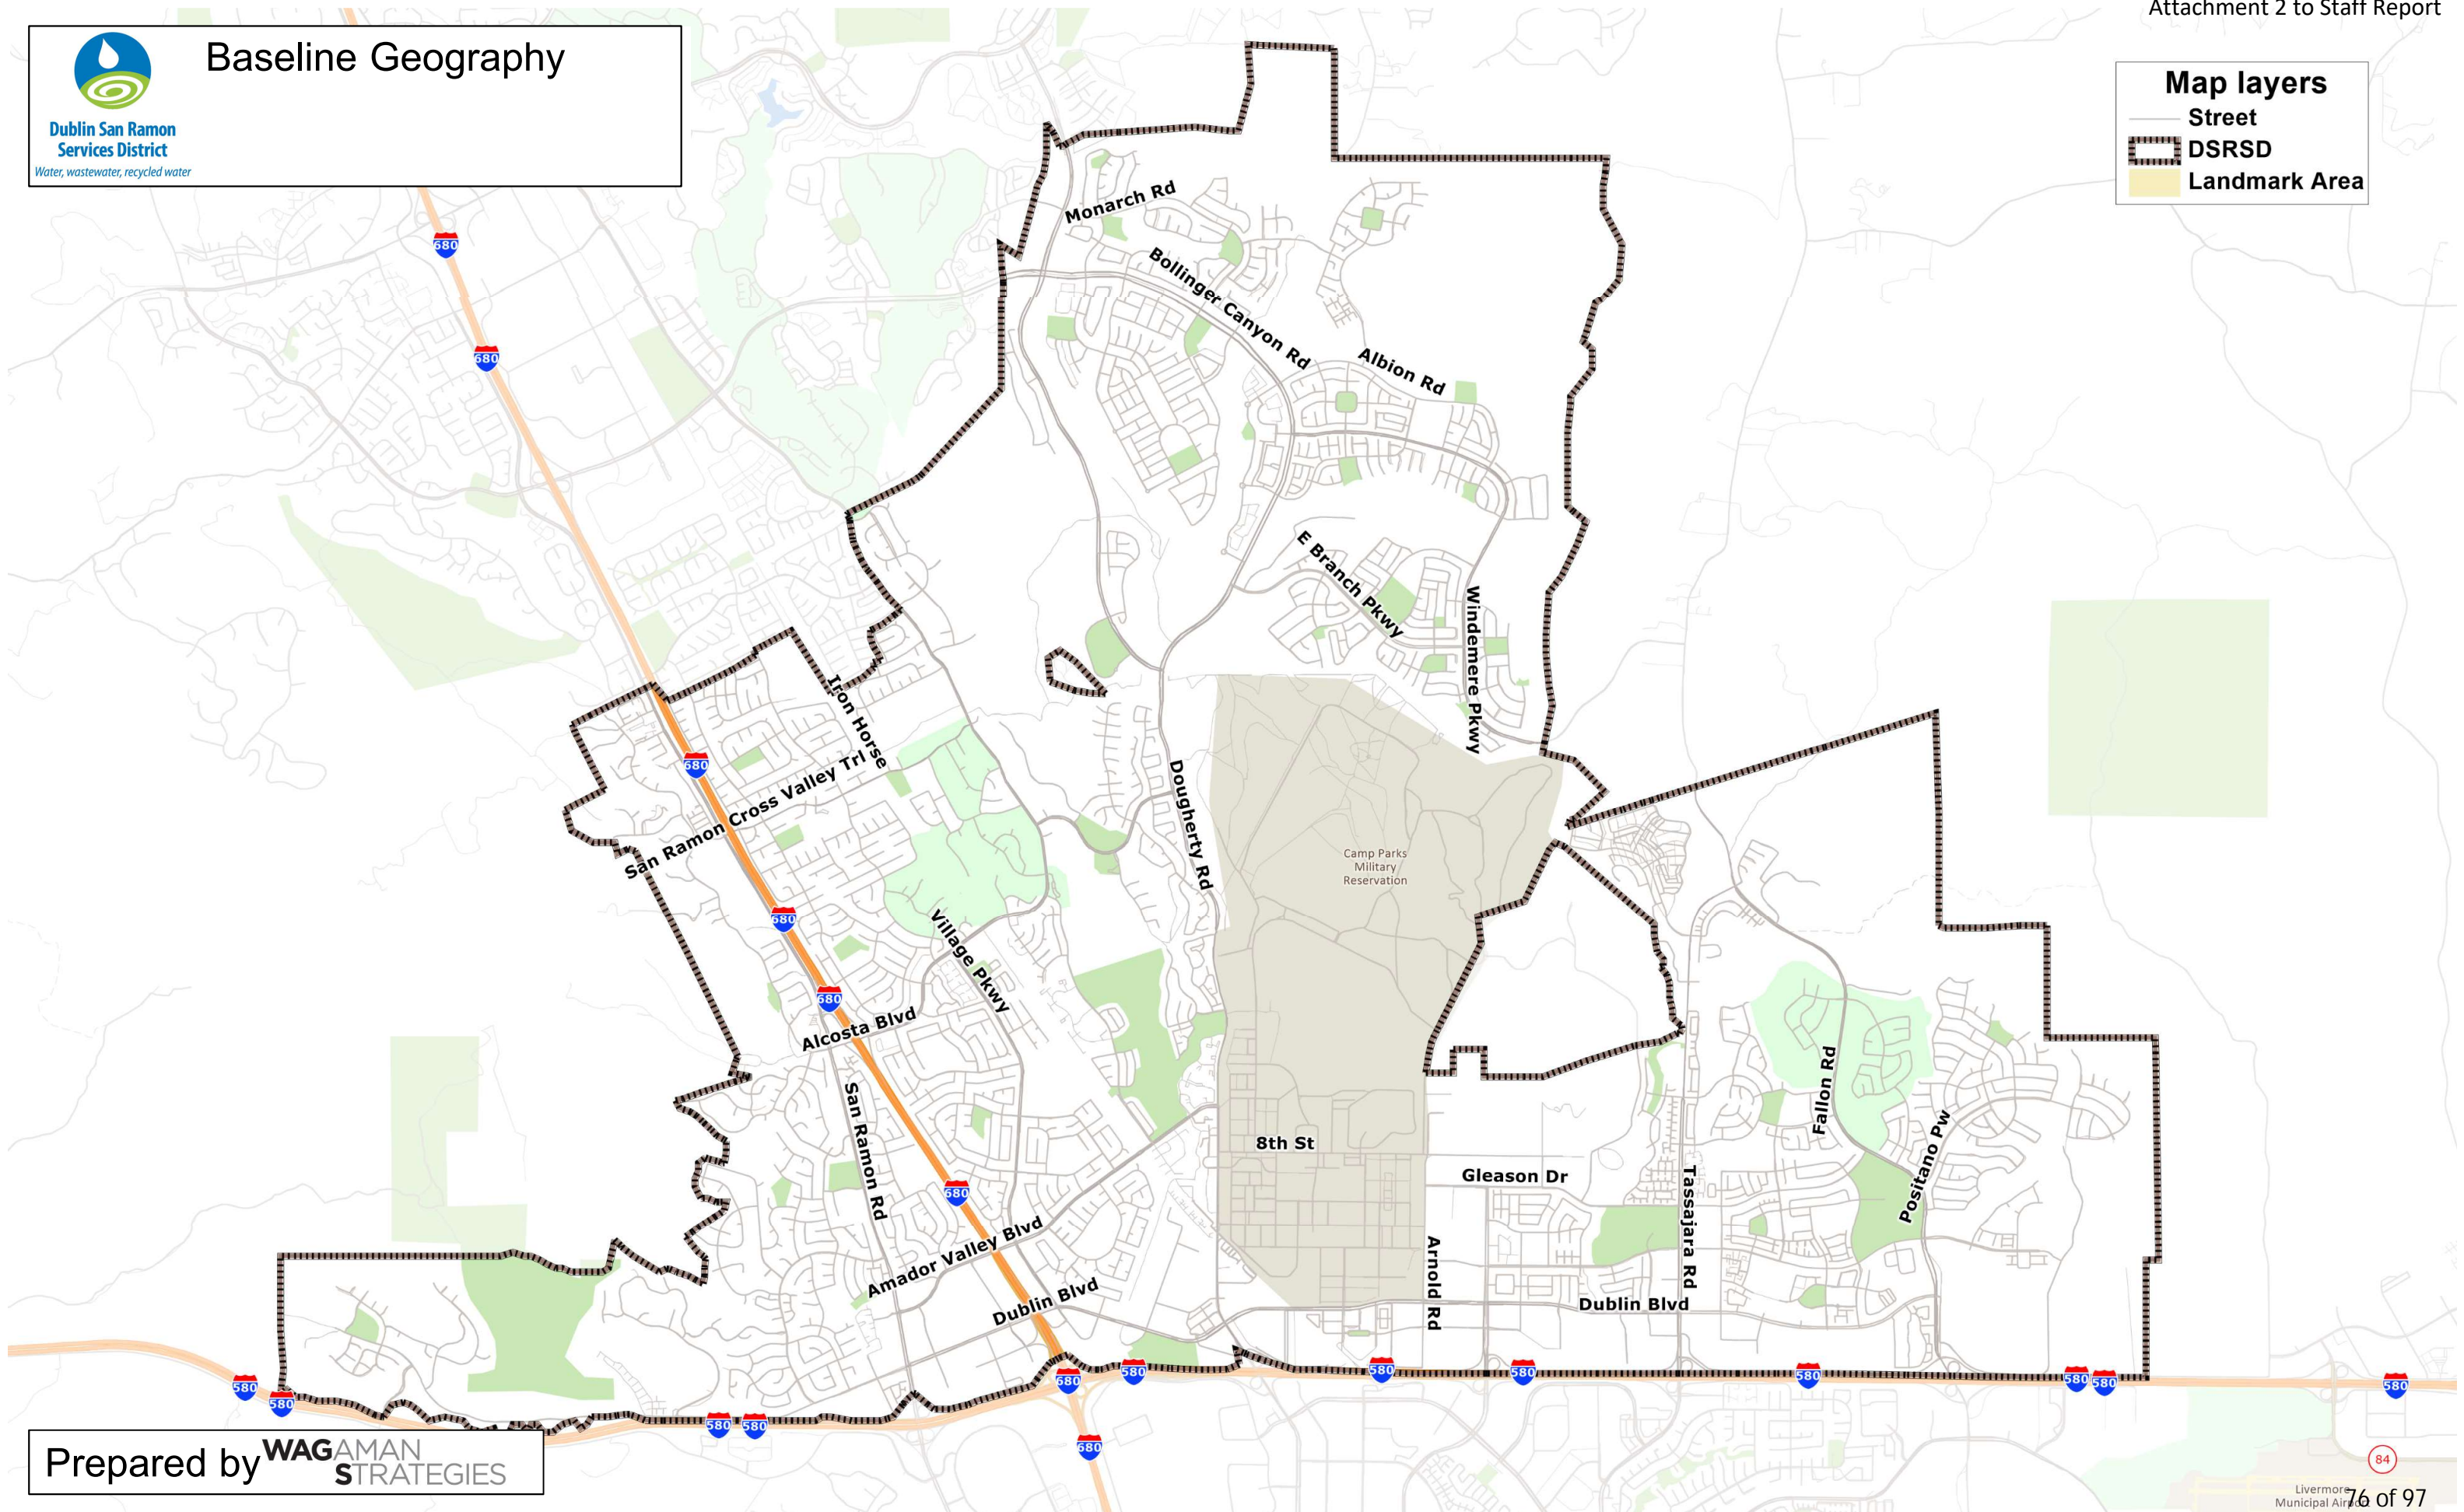 Attachment 2 to Staff Report
Baseline Geography
Dublin San Ramon
Services District
Water, wastewater, recycled water
Map layers
Street
DSRSD
Landmark Area
Monarch Rd
680
Bollinger Canyon Rd
680
Albion Rd
E Branch Pkwy
Windemere Pkwy
Iron Horse
680
San Ramon Cross Valley Trl
Dougherty Rd
Camp Parks
Military
Reservation
680
Village Pkwy
680
Alcosta Blvd
Fallon Rd
San Ramon Rd
8th St
Positano Pw
Gleason Dr
Tassajara Rd
680
Amador Valley Blvd
Arnold Rd
Dublin Blvd
Dublin Blvd
580
580
680
580
580
580
580
580
580
580
580
580
580
680
Prepared by WAGAMAN
STRATEGIES
84
Livermore
Municipal Airport
76 of 97